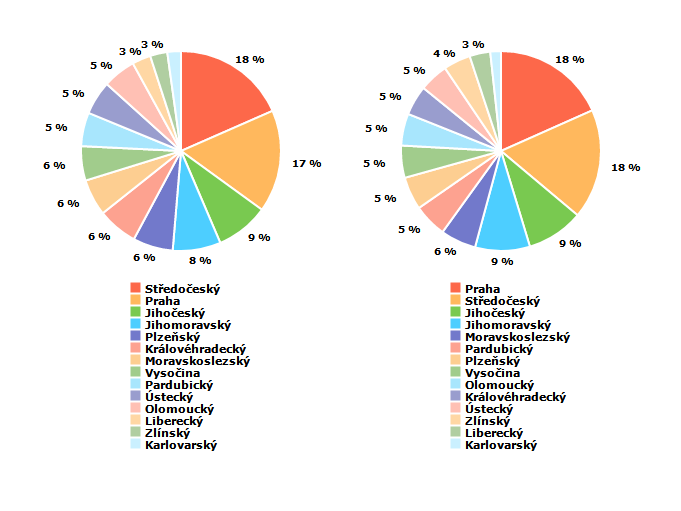 18 %
17 %
9 %
8 %
6 %
6 %
6 %
6 %
5 %
5 %
5 %
3 %
3 %
Středočeský
Praha
Jihočeský
Jihomoravský
Plzeňský
Královéhradecký
Moravskoslezský
Vysočina
Pardubický
Ústecký
Olomoucký
Liberecký
Zlínský
Karlovarský
18 %
18 %
9 %
9 %
6 %
5 %
5 %
5 %
5 %
5 %
5 %
4 %
3 %
Praha
Středočeský
Jihočeský
Jihomoravský
Moravskoslezský
Pardubický
Plzeňský
Vysočina
Olomoucký
Královéhradecký
Ústecký
Zlínský
Liberecký
Karlovarský